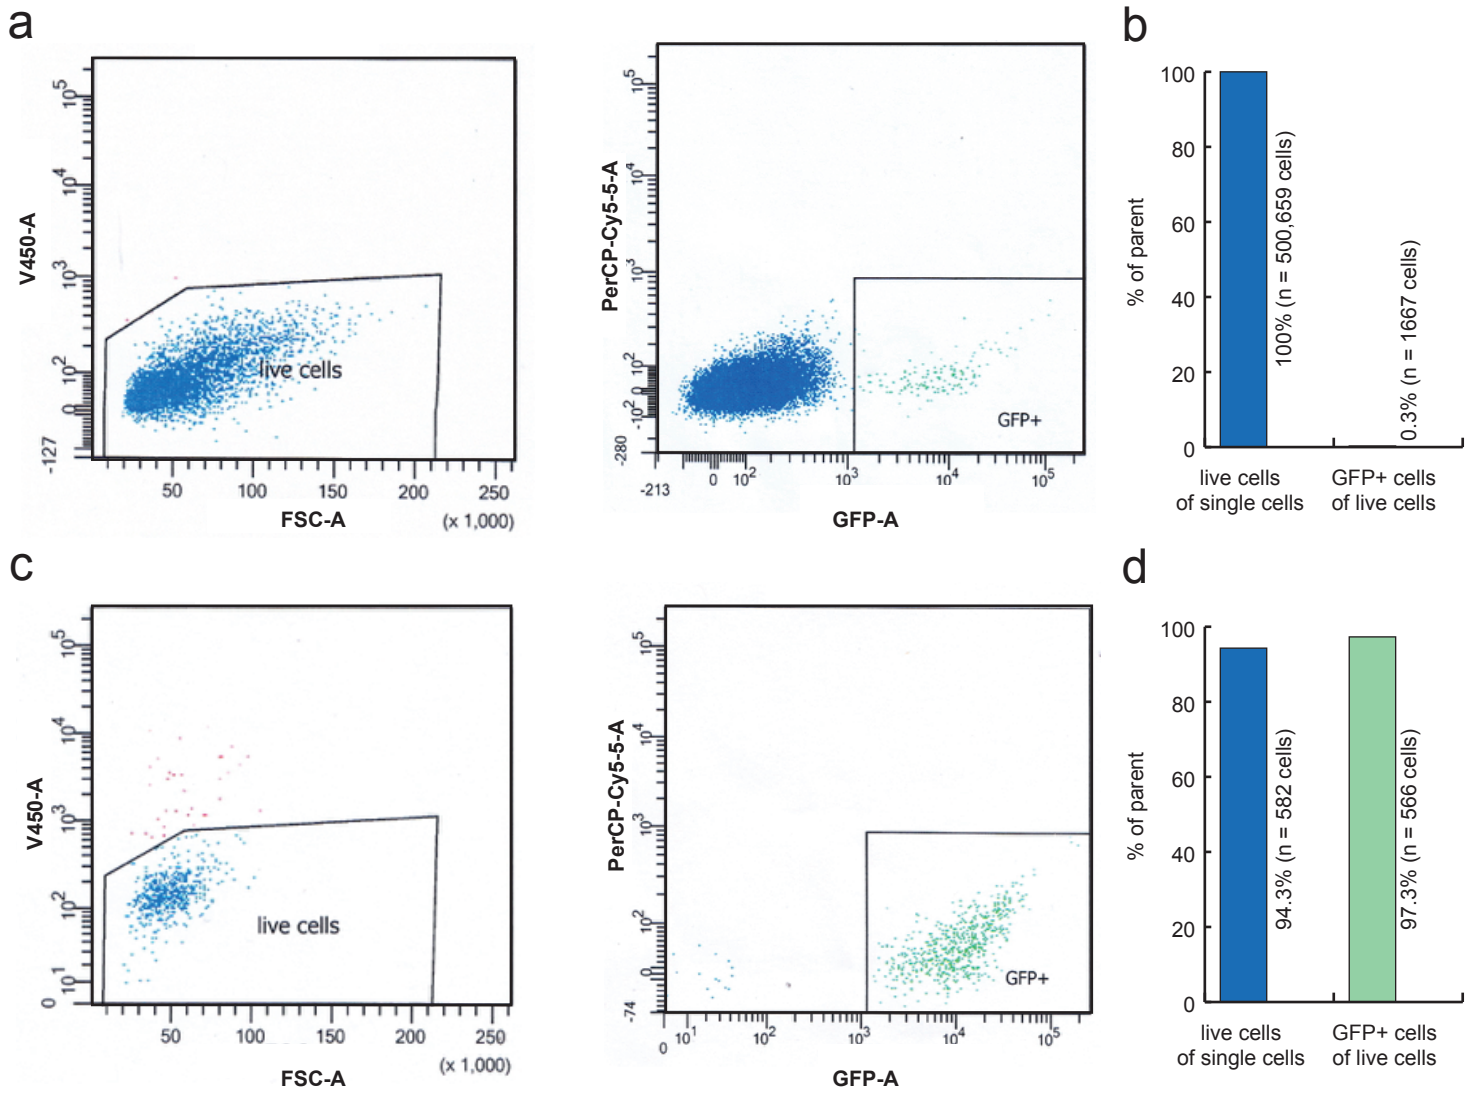 a
10^5
10^4
10^3
10^2
0
-127
V450-A
live cells
50
100
150
200
250
FSC-A
(x 1,000)
10^5
10^4
10^3
10^2
0
-10^2
-280
PerCP-Cy5-5-A
GFP+
-213
0
10^2
10^3
10^4
10^5
GFP-A
b
100
80
60
40
20
0
% of parent
100% (n = 500,659 cells)
0.3% (n = 1667 cells)
live cells
of single cells
GFP+ cells
of live cells
c
10^5
10^4
10^3
10^2
10^1
0
V450-A
live cells
50
100
150
200
250
FSC-A
(x 1,000)
10^5
10^4
10^3
10^2
0
-74
PerCP-Cy5-5-A
GFP+
0
10^1
10^2
10^3
10^4
10^5
GFP-A
d
100
80
60
40
20
0
% of parent
94.3% (n = 582 cells)
97.3% (n = 566 cells)
live cells
of single cells
GFP+ cells
of live cells